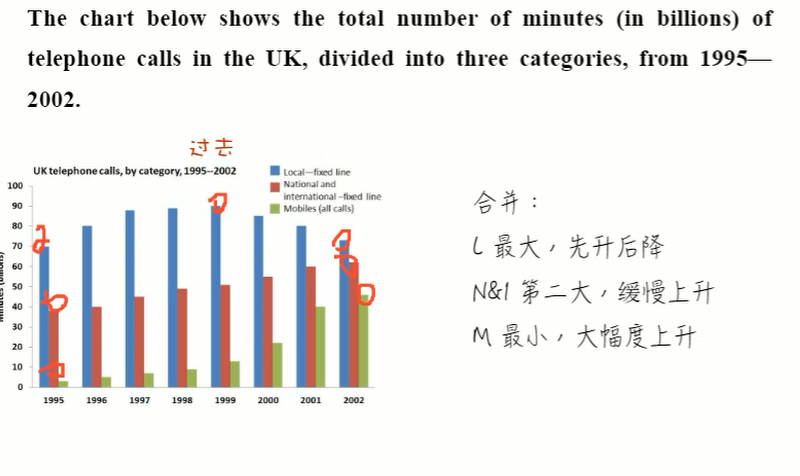 The chart below shows the total number of minutes (in billions) of
telephone calls in the UK, divided into three categories, from 1995—
2002.
过去
UK telephone calls, by category, 1995–2002
Local—fixed line
National and
international –fixed line
Mobiles (all calls)
100
90
80
70
60
50
40
30
20
10
0
Minutes (billions)
1995 1996 1997 1998 1999 2000 2001 2002
合并：
L 最大，先升后降
N&I 第二大，缓慢上升
M 最小，大幅度上升